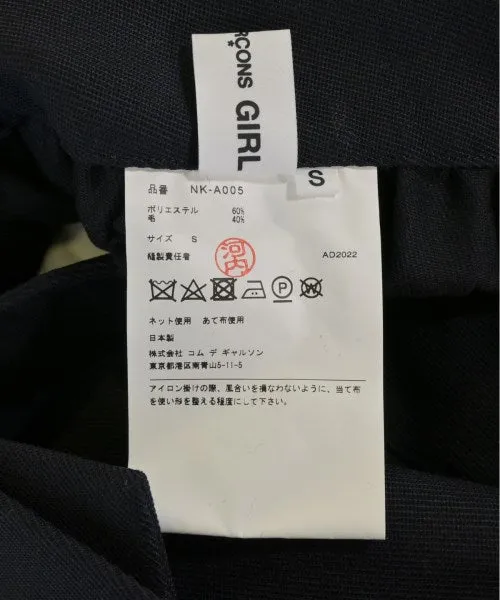 RÇONS
GIRL
S
品番 NK-A005
ポリエステル 60%
毛 40%
サイズ S
縫製責任者 河内
AD2022
P W
ネット使用 あて布使用
日本製
株式会社 コム デ ギャルソン
東京都港区南青山5-11-5
アイロン掛けの際、風合いを損なわないように、当て布
を使い形を整える程度にして下さい。